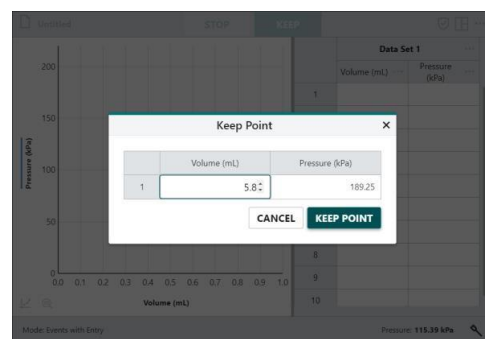 Untitled
STOP
KEEP
Data Set 1
Volume (mL)
Pressure
(kPa)
200
150
100
50
0
Pressure (kPa)
0.0 0.1 0.2 0.3 0.4 0.5 0.6 0.7 0.8 0.9 1.0
Volume (mL)
1
8
9
10
Keep Point
×
Volume (mL) Pressure (kPa)
1 5.8 189.25
CANCEL KEEP POINT
Mode: Events with Entry
Pressure: 115.39 kPa